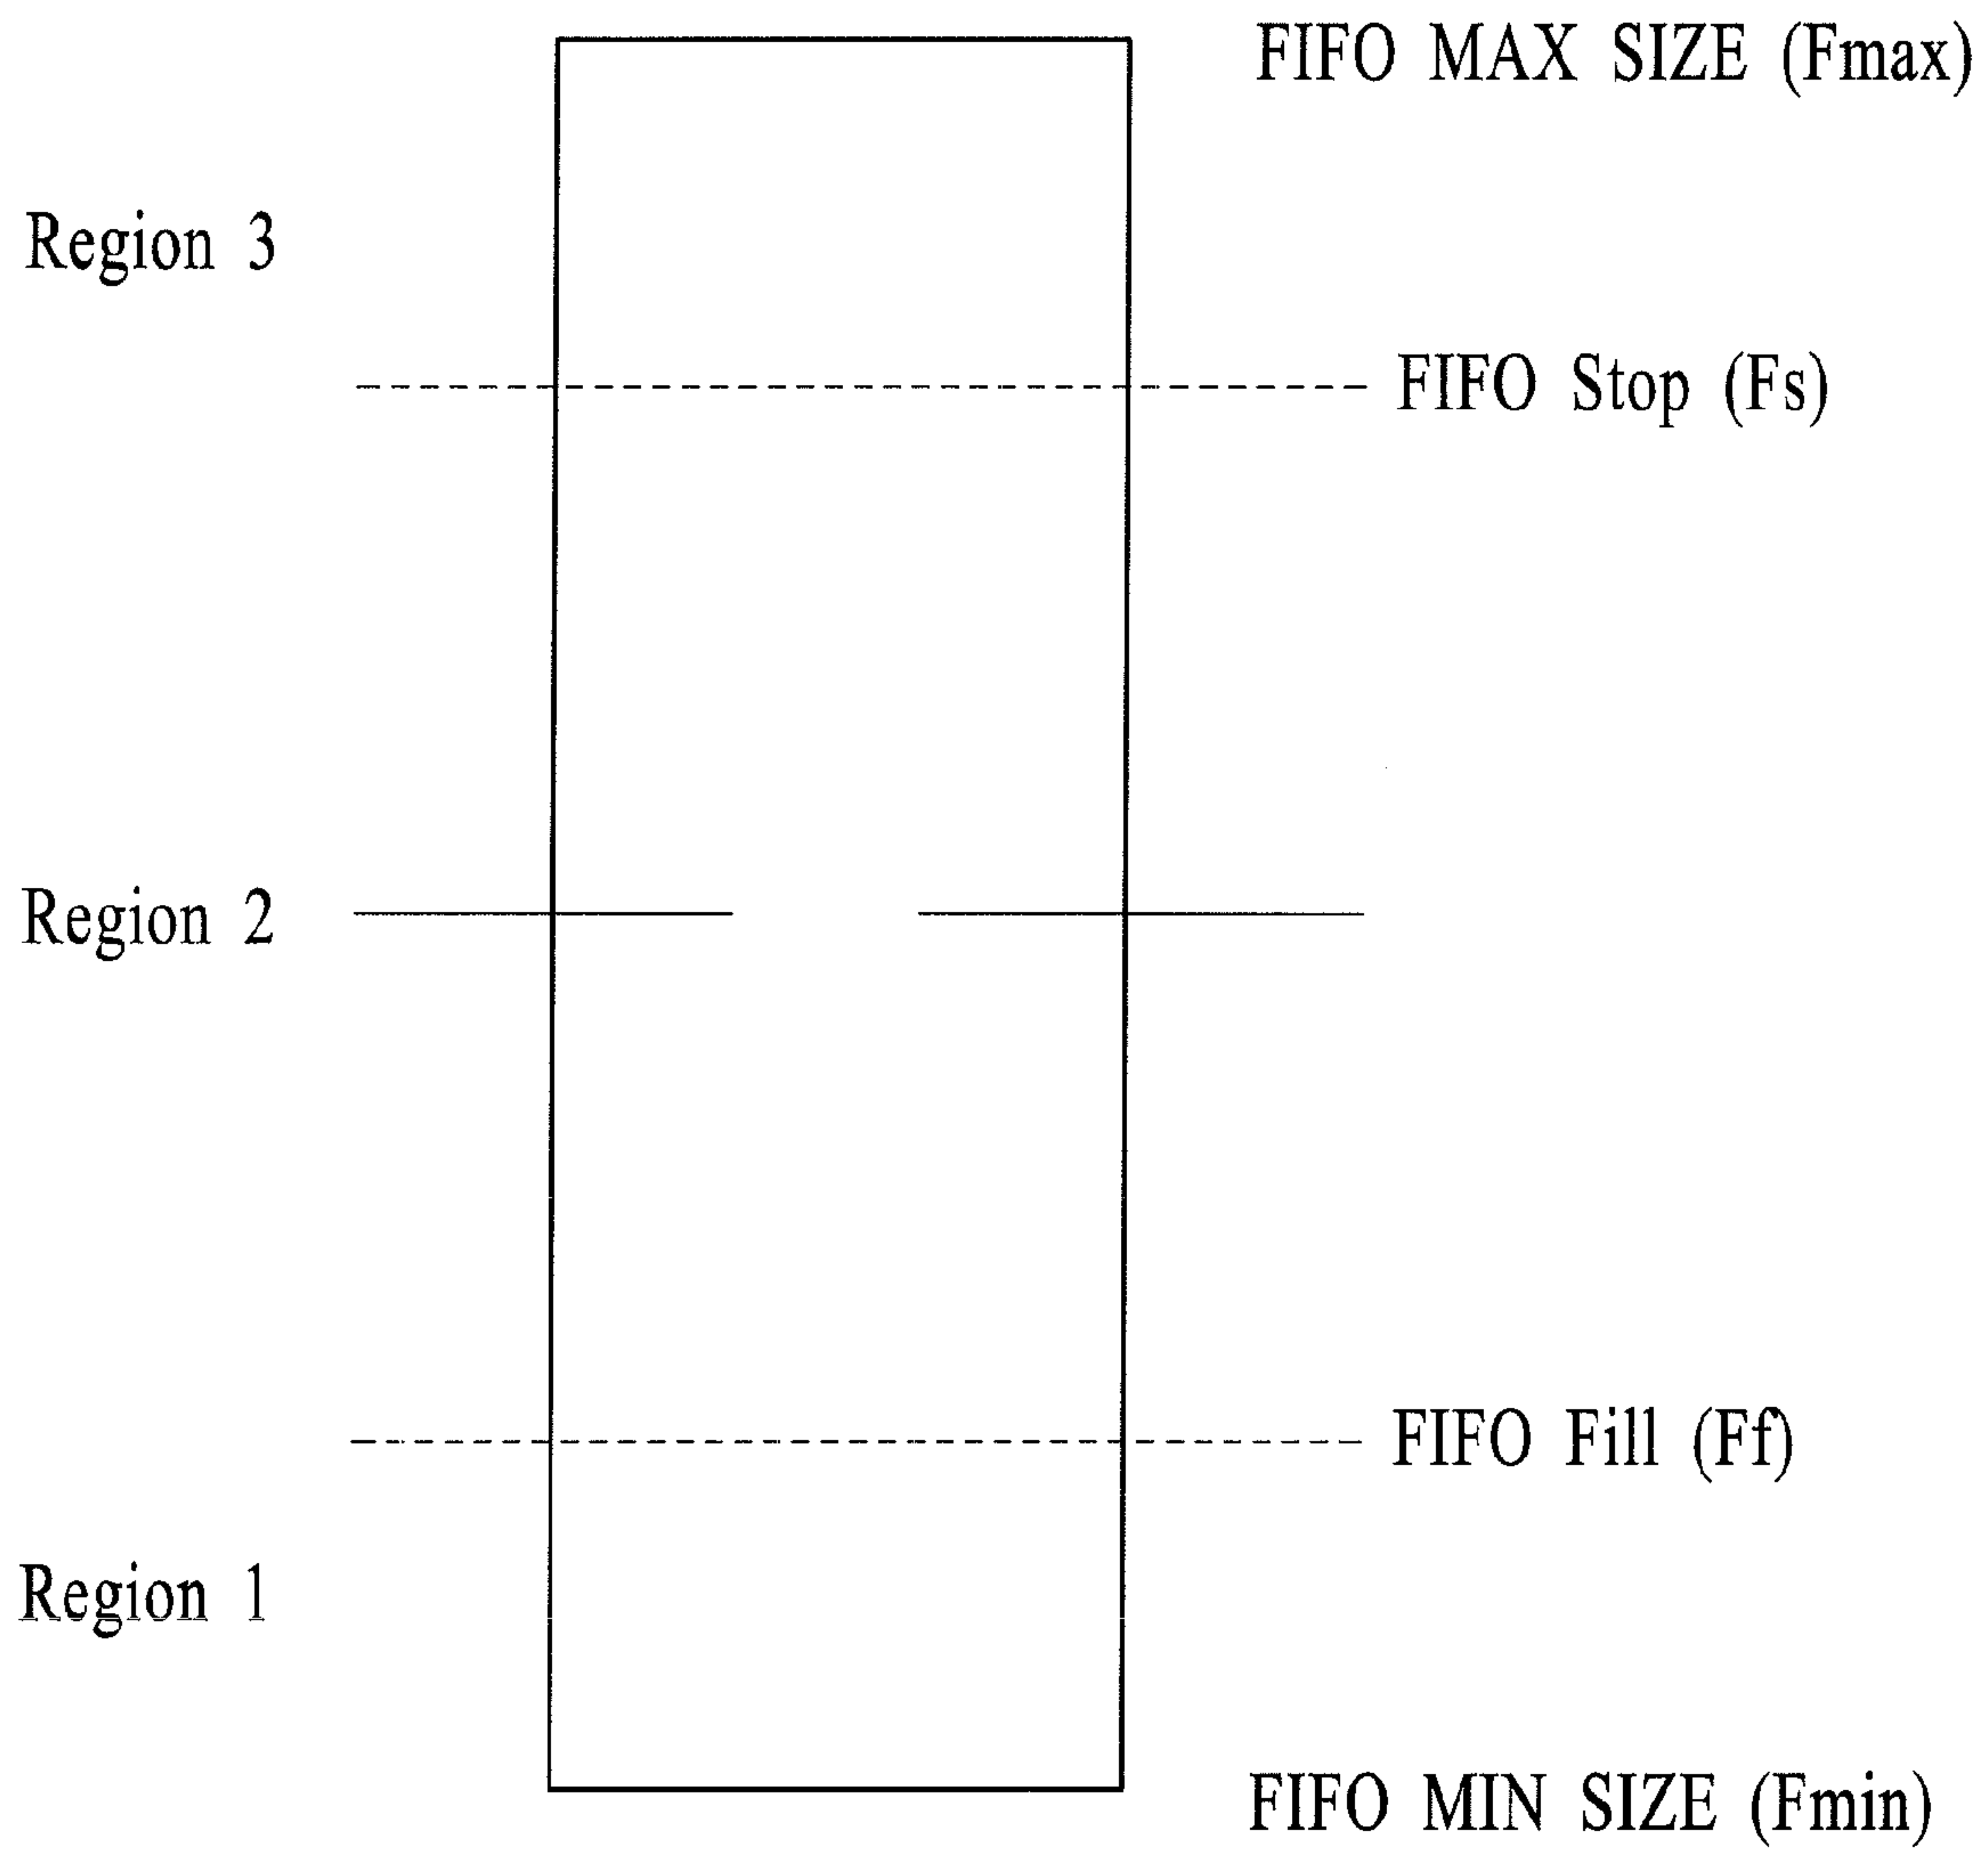 FIFO MAX SIZE (Fmax)
Region 3
FIFO Stop (Fs)
Region 2
FIFO Fill (Ff)
Region 1
FIFO MIN SIZE (Fmin)